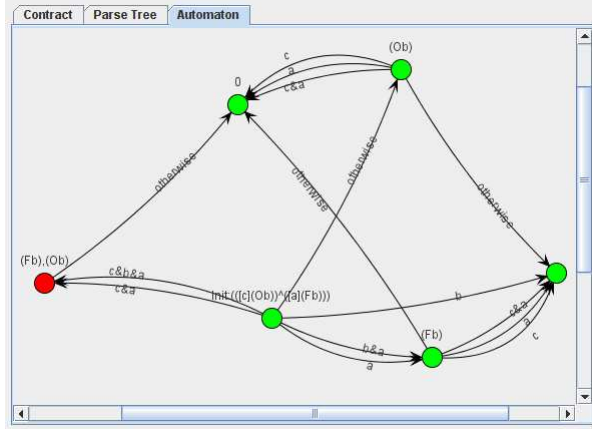 Contract Parse Tree Automaton
(Ob)
c
a
c&a
0
otherwise
otherwise
otherwise
otherwise
(Fb),(Ob)
c&b&a
c&a
Init:(([c](Ob))^([a](Fb)))
b
(Fb)
c&a
a
c
b&a
a